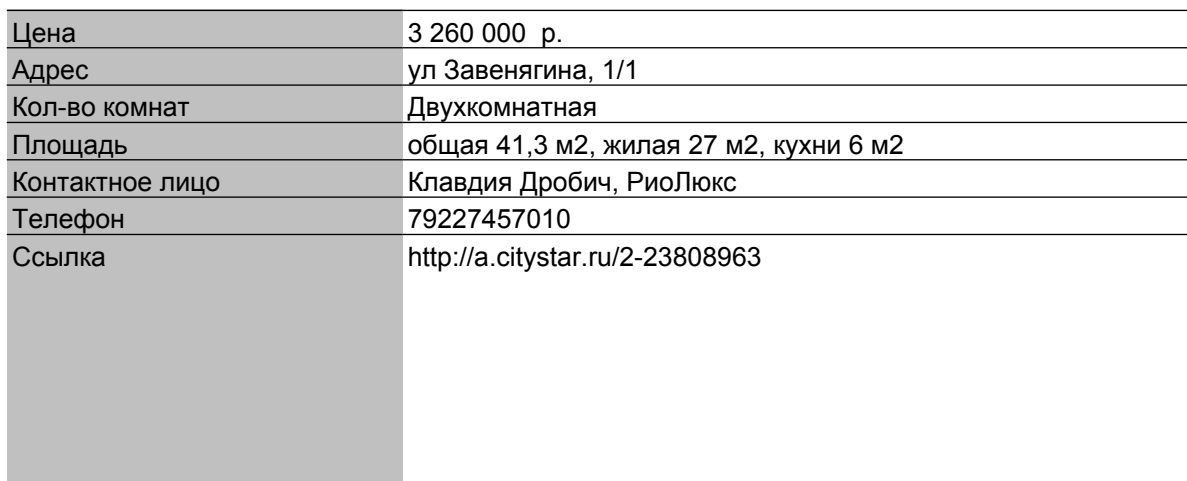 Цена 3 260 000 р.
Адрес ул Завенягина, 1/1
Кол-во комнат Двухкомнатная
Площадь общая 41,3 м2, жилая 27 м2, кухни 6 м2
Контактное лицо Клавдия Дробич, РиоЛюкс
Телефон 79227457010
Ссылка http://a.citystar.ru/2-23808963